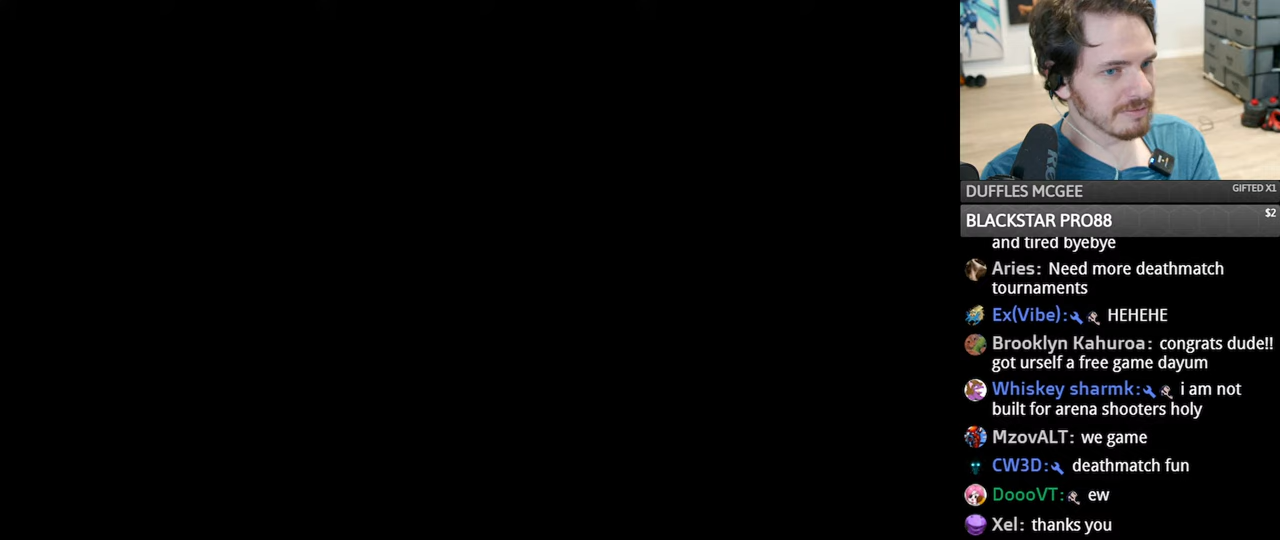 DUFFLES MCGEE GIFTED X1
BLACKSTAR PRO88 $2
and tired byebye
Aries: Need more deathmatch
tournaments
Ex(Vibe): HEHEHE
Brooklyn Kahuroa: congrats dude!!
got urself a free game dayum
Whiskey sharmk: i am not
built for arena shooters holy
MzovALT: we game
CW3D: deathmatch fun
DoooVT: ew
Xel: thanks you